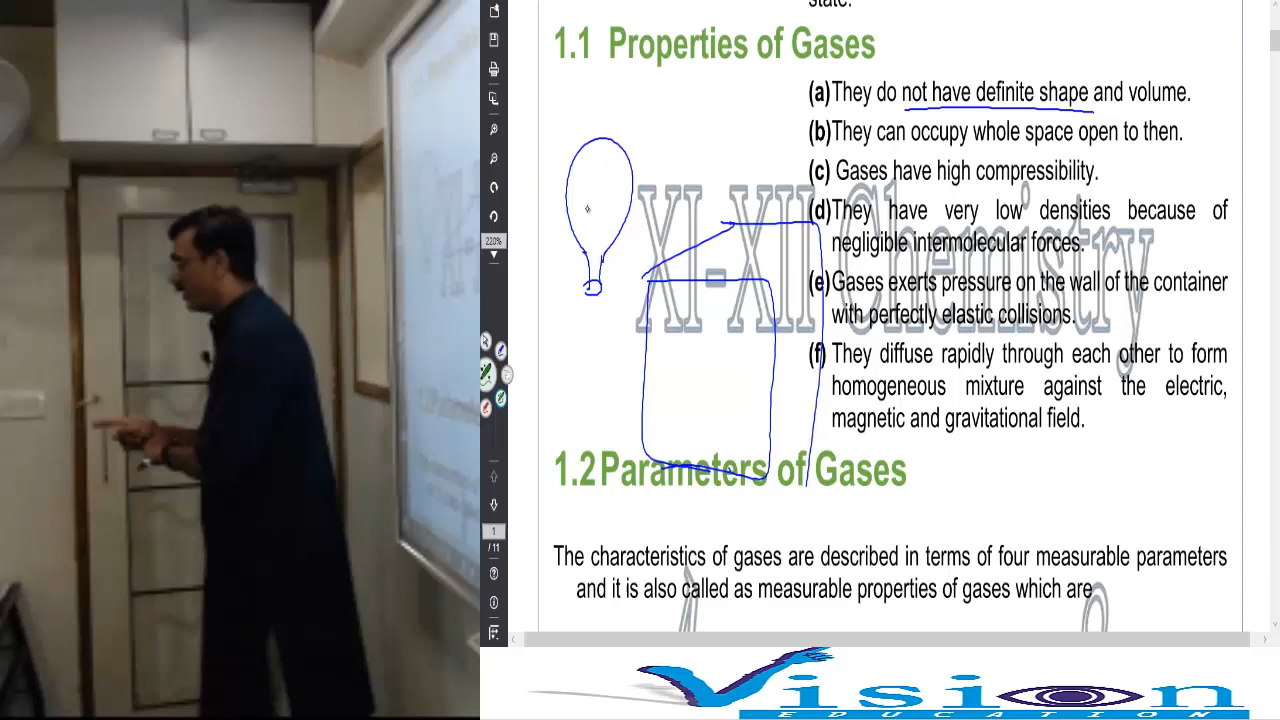 state.
1.1 Properties of Gases
(a) They do not have definite shape and volume.
(b) They can occupy whole space open to then.
(c) Gases have high compressibility.
(d) They have very low densities because of
negligible intermolecular forces.
(e) Gases exerts pressure on the wall of the container
with perfectly elastic collisions.
(f) They diffuse rapidly through each other to form
homogeneous mixture against the electric,
magnetic and gravitational field.
XI-XII Chemistry
1.2 Parameters of Gases
The characteristics of gases are described in terms of four measurable parameters
and it is also called as measurable properties of gases which are
220%
1
/ 11
Vision
EDUCATION